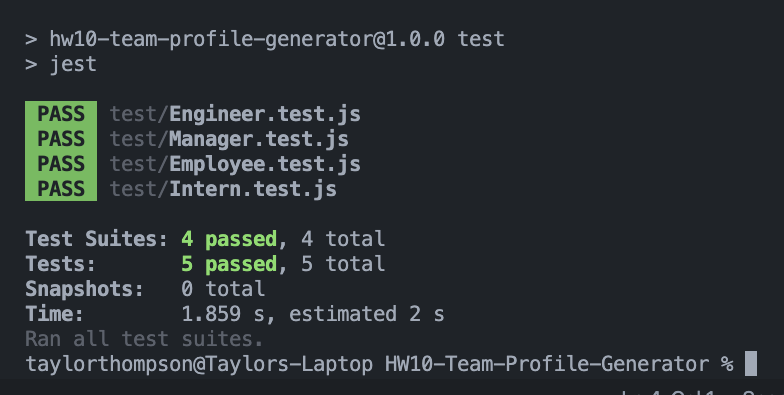 > hw10-team-profile-generator@1.0.0 test
> jest
PASS test/Engineer.test.js
PASS test/Manager.test.js
PASS test/Employee.test.js
PASS test/Intern.test.js
Test Suites: 4 passed, 4 total
Tests: 5 passed, 5 total
Snapshots: 0 total
Time: 1.859 s, estimated 2 s
Ran all test suites.
taylorthompson@Taylors-Laptop HW10-Team-Profile-Generator %